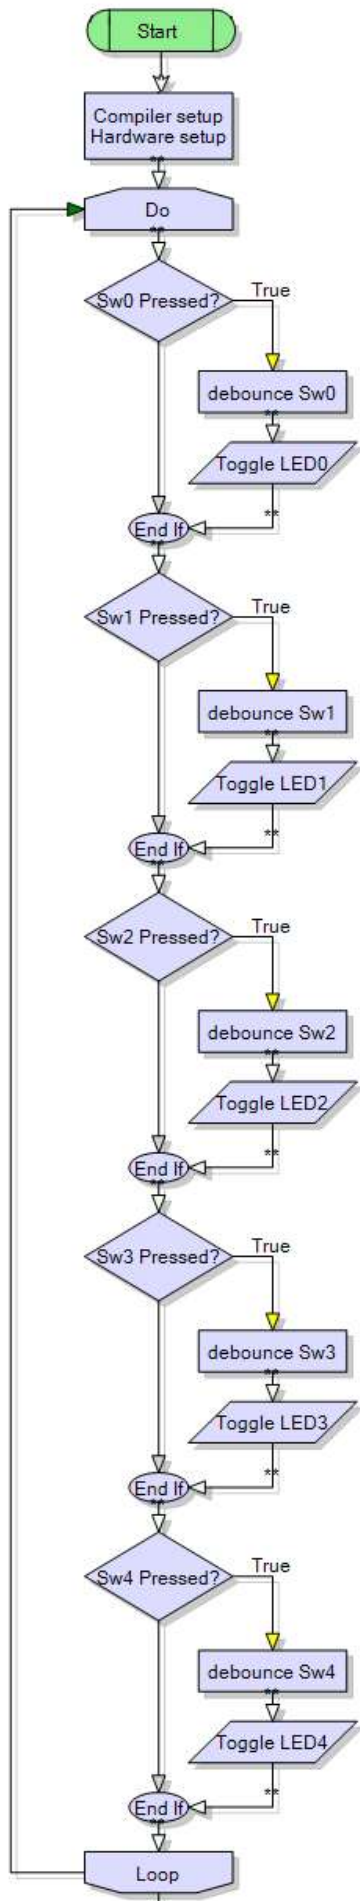 Start
Compiler setup
Hardware setup
**
Do
**
Sw0 Pressed?
True
debounce Sw0
**
Toggle LED0
**
End If
**
Sw1 Pressed?
True
debounce Sw1
**
Toggle LED1
**
End If
**
Sw2 Pressed?
True
debounce Sw2
**
Toggle LED2
**
End If
**
Sw3 Pressed?
True
debounce Sw3
**
Toggle LED3
**
End If
**
Sw4 Pressed?
True
debounce Sw4
**
Toggle LED4
**
End If
**
Loop